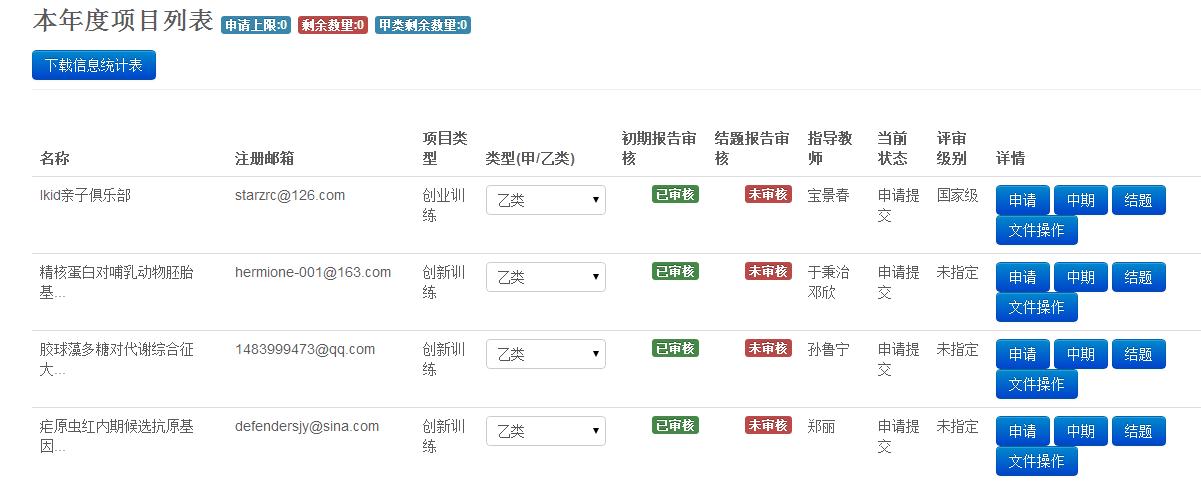 本年度项目列表 申请上限:0 剩余数量:0 甲类剩余数量:0
下载信息统计表
名称 注册邮箱 项目类型 类型(甲/乙类) 初期报告审核 结题报告审核 指导教师 当前状态 评审级别 详情
Ikid亲子俱乐部 starzrc@126.com 创业训练 乙类 已审核 未审核 宝景春 申请提交 国家级 申请 中期 结题
文件操作
精核蛋白对哺乳动物胚胎基... hermione-001@163.com 创新训练 乙类 已审核 未审核 于秉治 邓欣 申请提交 未指定 申请 中期 结题
文件操作
胶球藻多糖对代谢综合征大... 1483999473@qq.com 创新训练 乙类 已审核 未审核 孙鲁宁 申请提交 未指定 申请 中期 结题
文件操作
疟原虫红内期候选抗原基因... defendersjy@sina.com 创新训练 乙类 已审核 未审核 郑丽 申请提交 未指定 申请 中期 结题
文件操作